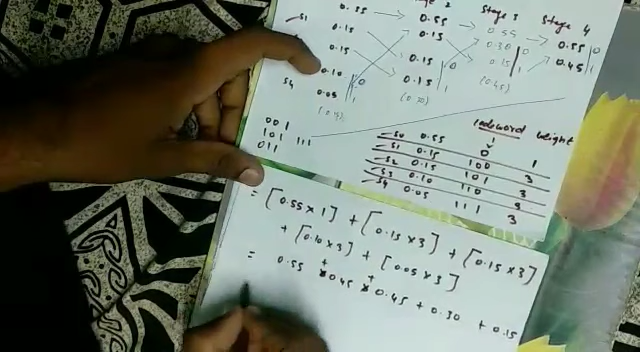 Stage 3 Stage 4
S1 0.55 0.55 0.55 0.55 0
0.15 0.15 0.30 0 0.45 1
0.15 0.15 0 0.15 1
S4 0.10 0 0.15 1 (0.45)
0.05 1 (0.30)
001
101 111
011
codeword
S0 0.55 0 1
S1 0.15 100 3
S2 0.15 101 3
S3 0.10 110 3
S4 0.05 111 3
= [0.55×1] + [0.15×3] + [0.15×3]
+ [0.10×3] + [0.05×3]
= 0.55 + 0.45 + 0.45 + 0.30 + 0.15